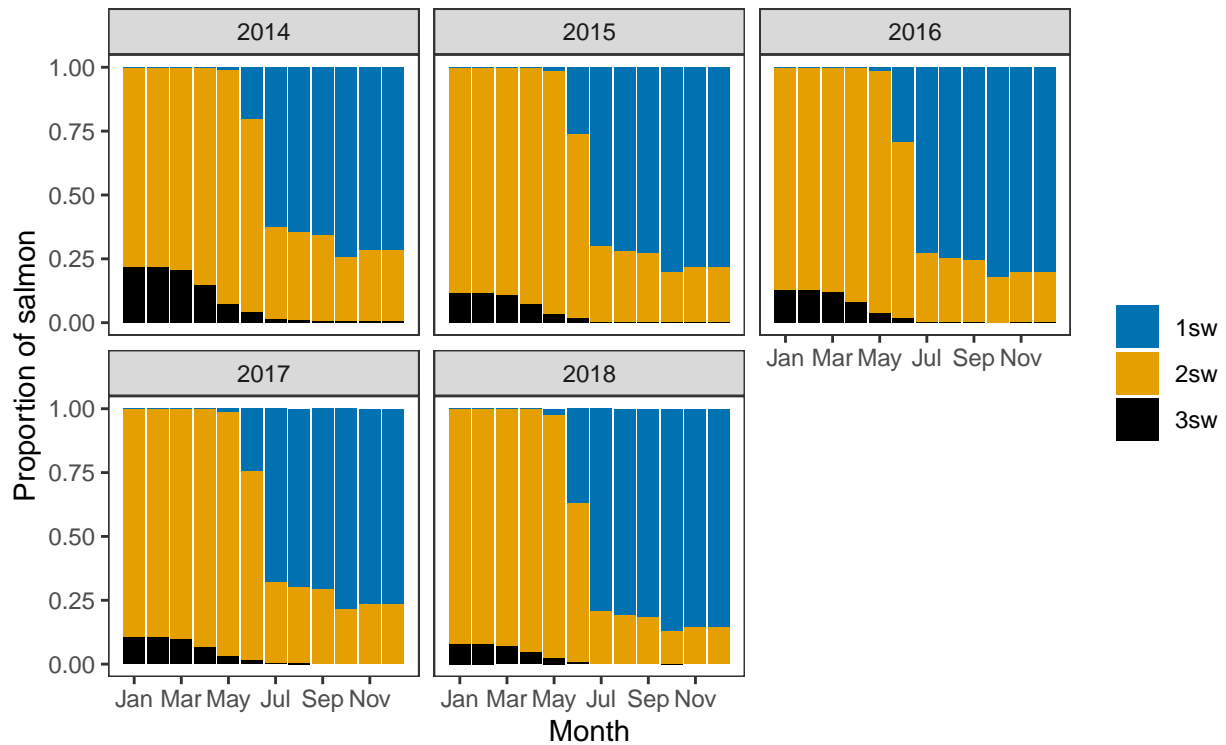 2014 2015 2016
1.00
0.75
0.50
0.25
0.00
Jan Mar May Jul Sep Nov
2017 2018
1.00
0.75
0.50
0.25
0.00
Jan Mar May Jul Sep Nov Jan Mar May Jul Sep Nov
Month
Proportion of salmon
1sw
2sw
3sw